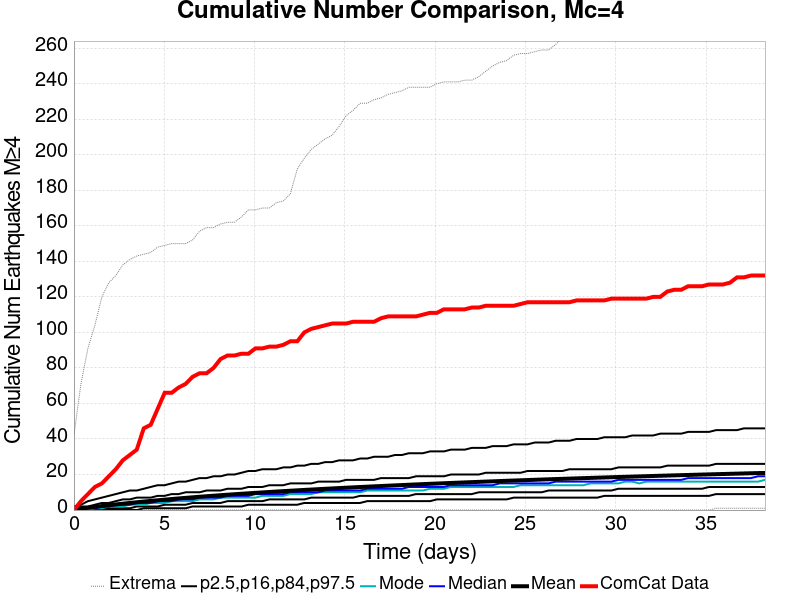 Cumulative Number Comparison, Mc=4
Cumulative Num Earthquakes M≥4
260
240
220
200
180
160
140
120
100
80
60
40
20
0
0 5 10 15 20 25 30 35
Time (days)
Extrema p2.5,p16,p84,p97.5 Mode Median Mean ComCat Data